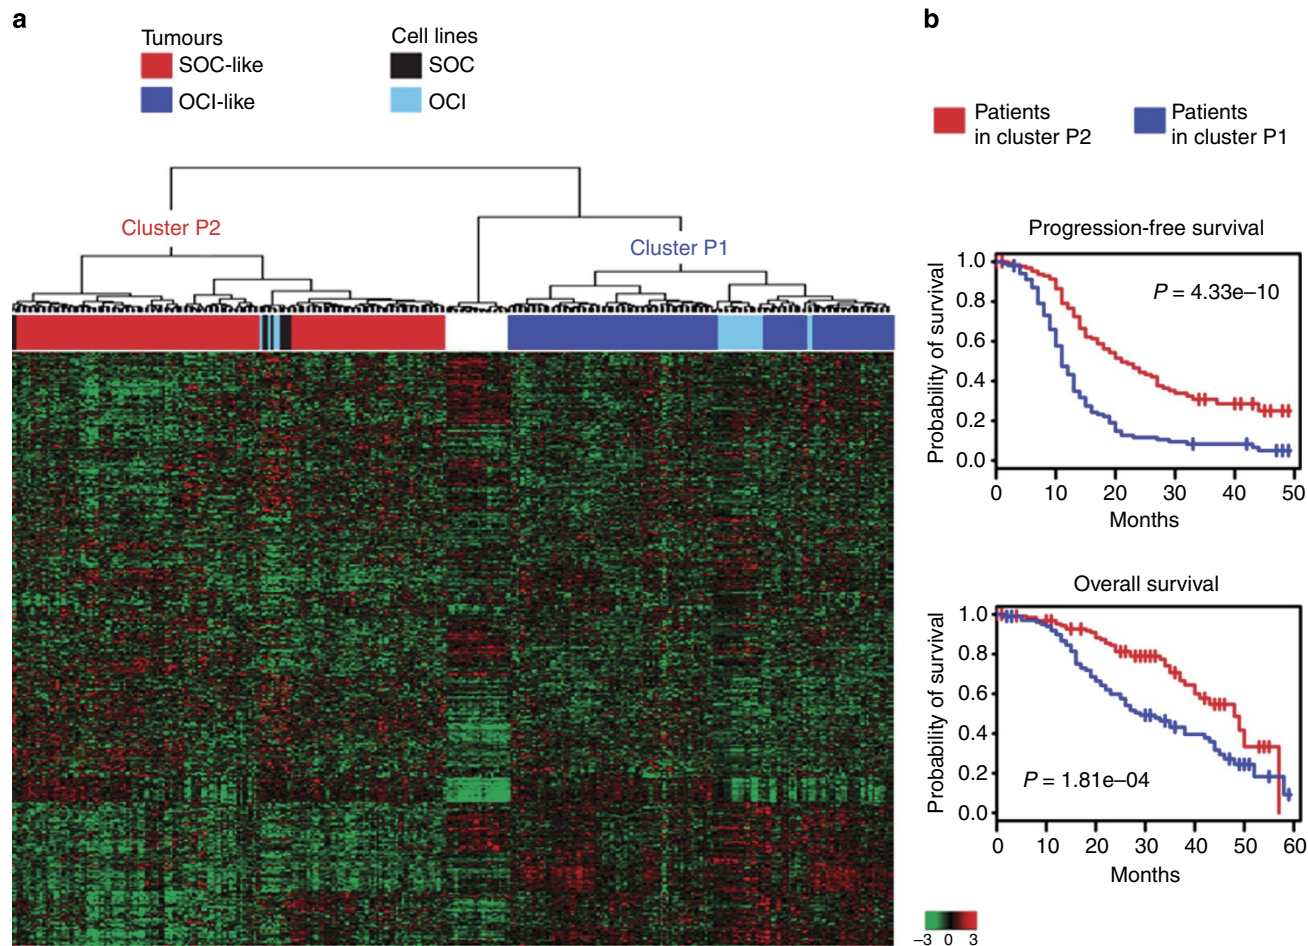 a
Tumours
SOC-like
OCI-like
Cell lines
SOC
OCI
Cluster P2
Cluster P1
–3 0 3
b
Patients
in cluster P2
Patients
in cluster P1
Progression-free survival
Probability of survival
1.0
0.8
0.6
0.4
0.2
0.0
P = 4.33e–10
0 10 20 30 40 50
Months
Overall survival
Probability of survival
1.0
0.8
0.6
0.4
0.2
0.0
P = 1.81e–04
0 10 20 30 40 50 60
Months